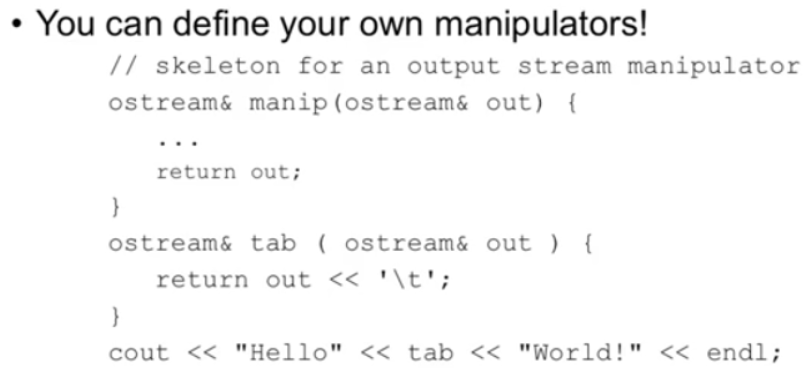 • You can define your own manipulators!
// skeleton for an output stream manipulator
ostream& manip(ostream& out) {
...
return out;
}
ostream& tab ( ostream& out ) {
return out << '\t';
}
cout << "Hello" << tab << "World!" << endl;